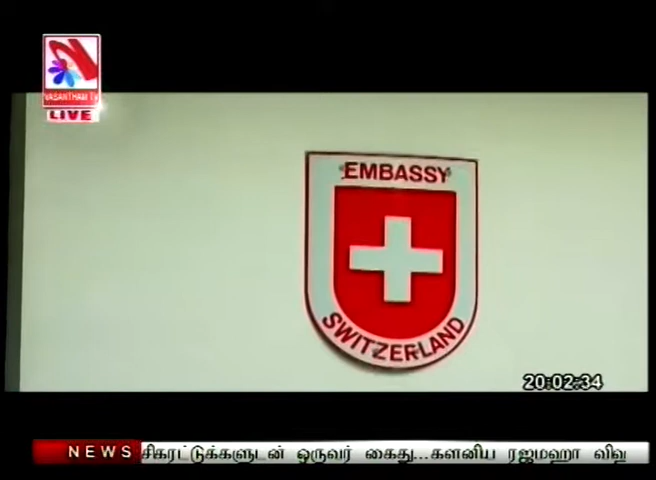 VASANTHAM TV
LIVE
EMBASSY
SWITZERLAND
20:02:34
NEWS
சிகரட்டுக்களுடன் ஒருவர் கைது...களனிய ரஜமஹா